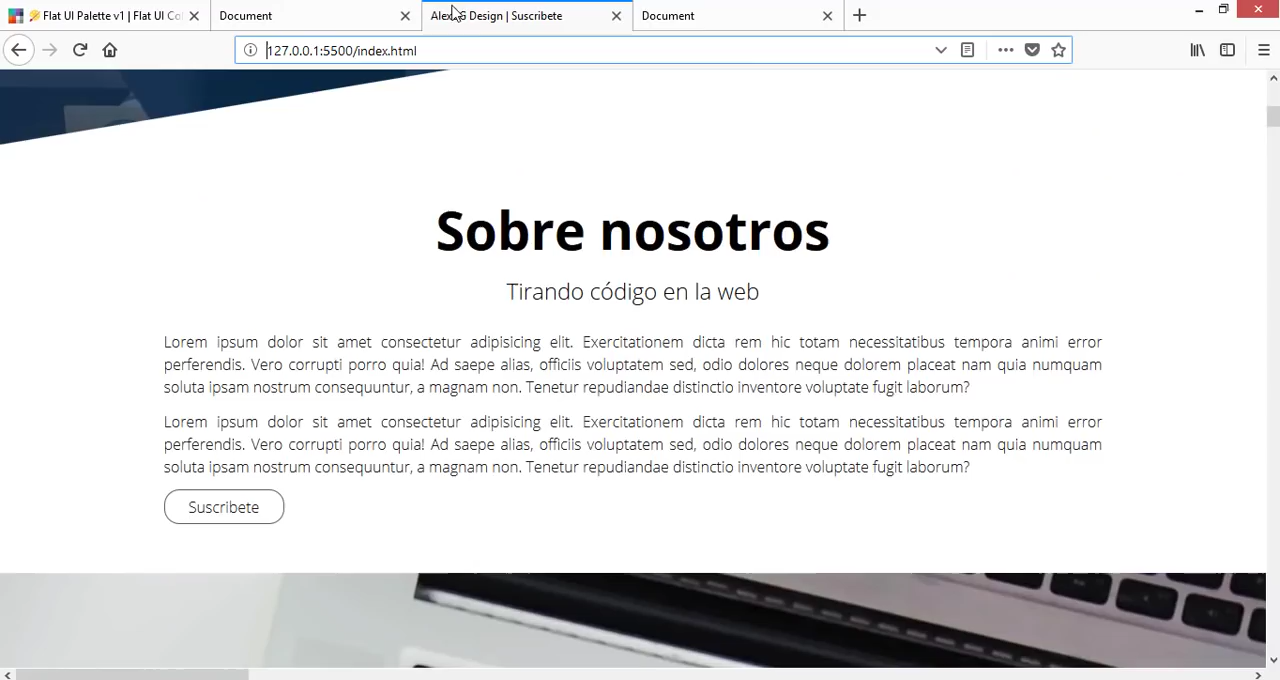 Flat UI Palette v1 | Flat UI Co
Document
Design | Suscribete
Document
127.0.0.1:5500/index.html
Sobre nosotros
Tirando código en la web
Lorem ipsum dolor sit amet consectetur adipisicing elit. Exercitationem dicta rem hic totam necessitatibus tempora animi error
perferendis. Vero corrupti porro quia! Ad saepe alias, officiis voluptatem sed, odio dolores neque dolorem placeat nam quia numquam
soluta ipsam nostrum consequuntur, a magnam non. Tenetur repudiandae distinctio inventore voluptate fugit laborum?
Lorem ipsum dolor sit amet consectetur adipisicing elit. Exercitationem dicta rem hic totam necessitatibus tempora animi error
perferendis. Vero corrupti porro quia! Ad saepe alias, officiis voluptatem sed, odio dolores neque dolorem placeat nam quia numquam
soluta ipsam nostrum consequuntur, a magnam non. Tenetur repudiandae distinctio inventore voluptate fugit laborum?
Suscribete